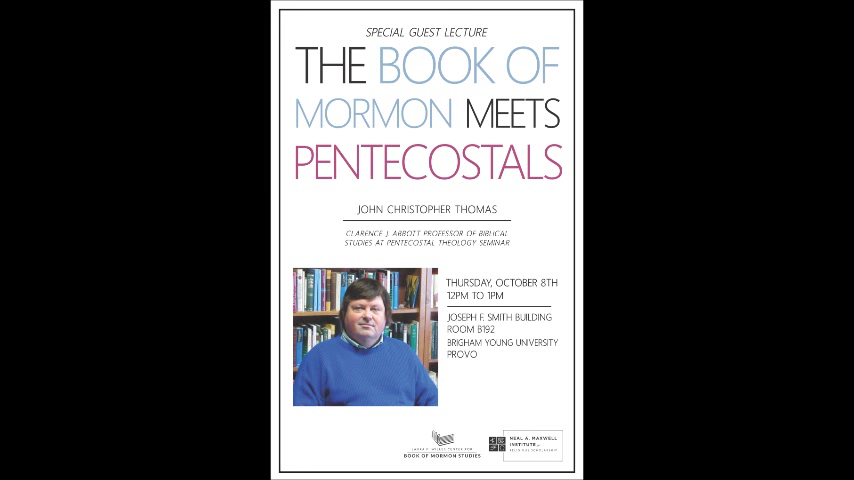 SPECIAL GUEST LECTURE
THE BOOK OF
MORMON MEETS
PENTECOSTALS
JOHN CHRISTOPHER THOMAS
CLARENCE J. ABBOTT PROFESSOR OF BIBLICAL
STUDIES AT PENTECOSTAL THEOLOGY SEMINAR
THURSDAY, OCTOBER 8TH
12PM TO 1PM
JOSEPH F. SMITH BUILDING
ROOM B192
BRIGHAM YOUNG UNIVERSITY
PROVO
BOOK OF MORMON STUDIES
NEAL A. MAXWELL
INSTITUTE